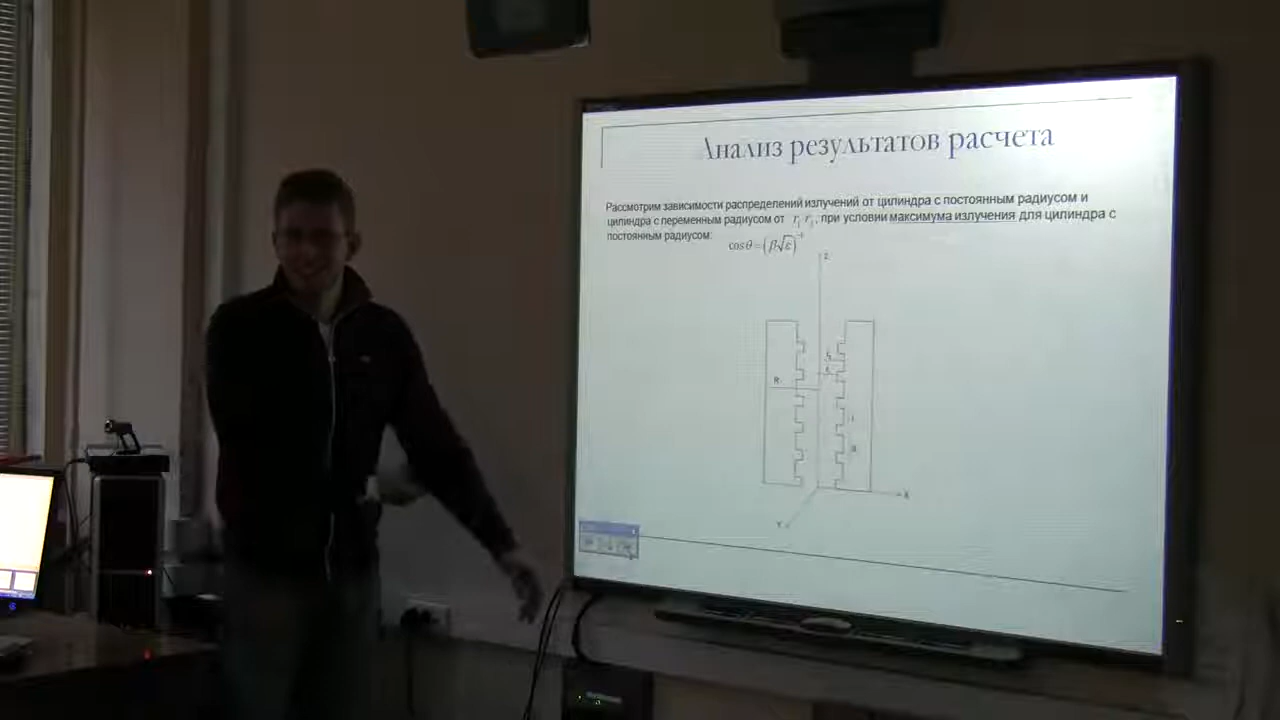 Анализ результатов расчета
Рассмотрим зависимости распределений излучений от цилиндра с постоянным радиусом и
цилиндра с переменным радиусом от r₁ r₂, при условии максимума излучения для цилиндра с
постоянным радиусом:
cosθ=(β√ε)⁻¹
Z
R
X
Y